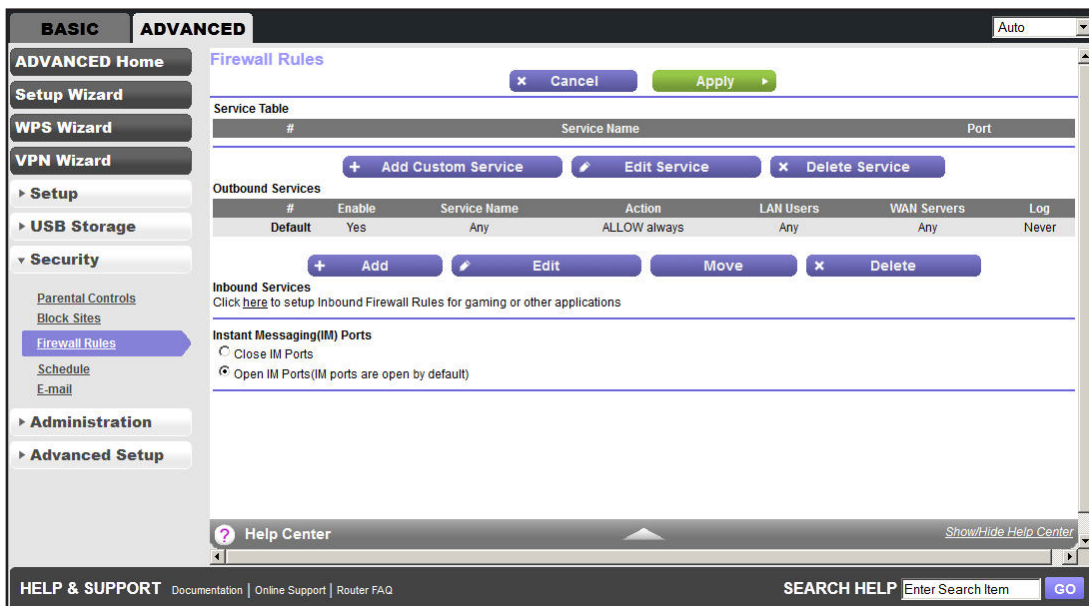 BASIC ADVANCED Auto
ADVANCED Home
Setup Wizard
WPS Wizard
VPN Wizard
Setup
USB Storage
Security
Parental Controls
Block Sites
Firewall Rules
Schedule
E-mail
Administration
Advanced Setup
Firewall Rules
Cancel Apply
Service Table
# Service Name Port
Add Custom Service Edit Service Delete Service
Outbound Services
# Enable Service Name Action LAN Users WAN Servers Log
Default Yes Any ALLOW always Any Any Never
Add Edit Move Delete
Inbound Services
Click here to setup Inbound Firewall Rules for gaming or other applications
Instant Messaging(IM) Ports
Close IM Ports
Open IM Ports(IM ports are open by default)
? Help Center Show/Hide Help Center
HELP & SUPPORT Documentation | Online Support | Router FAQ SEARCH HELP Enter Search Item GO